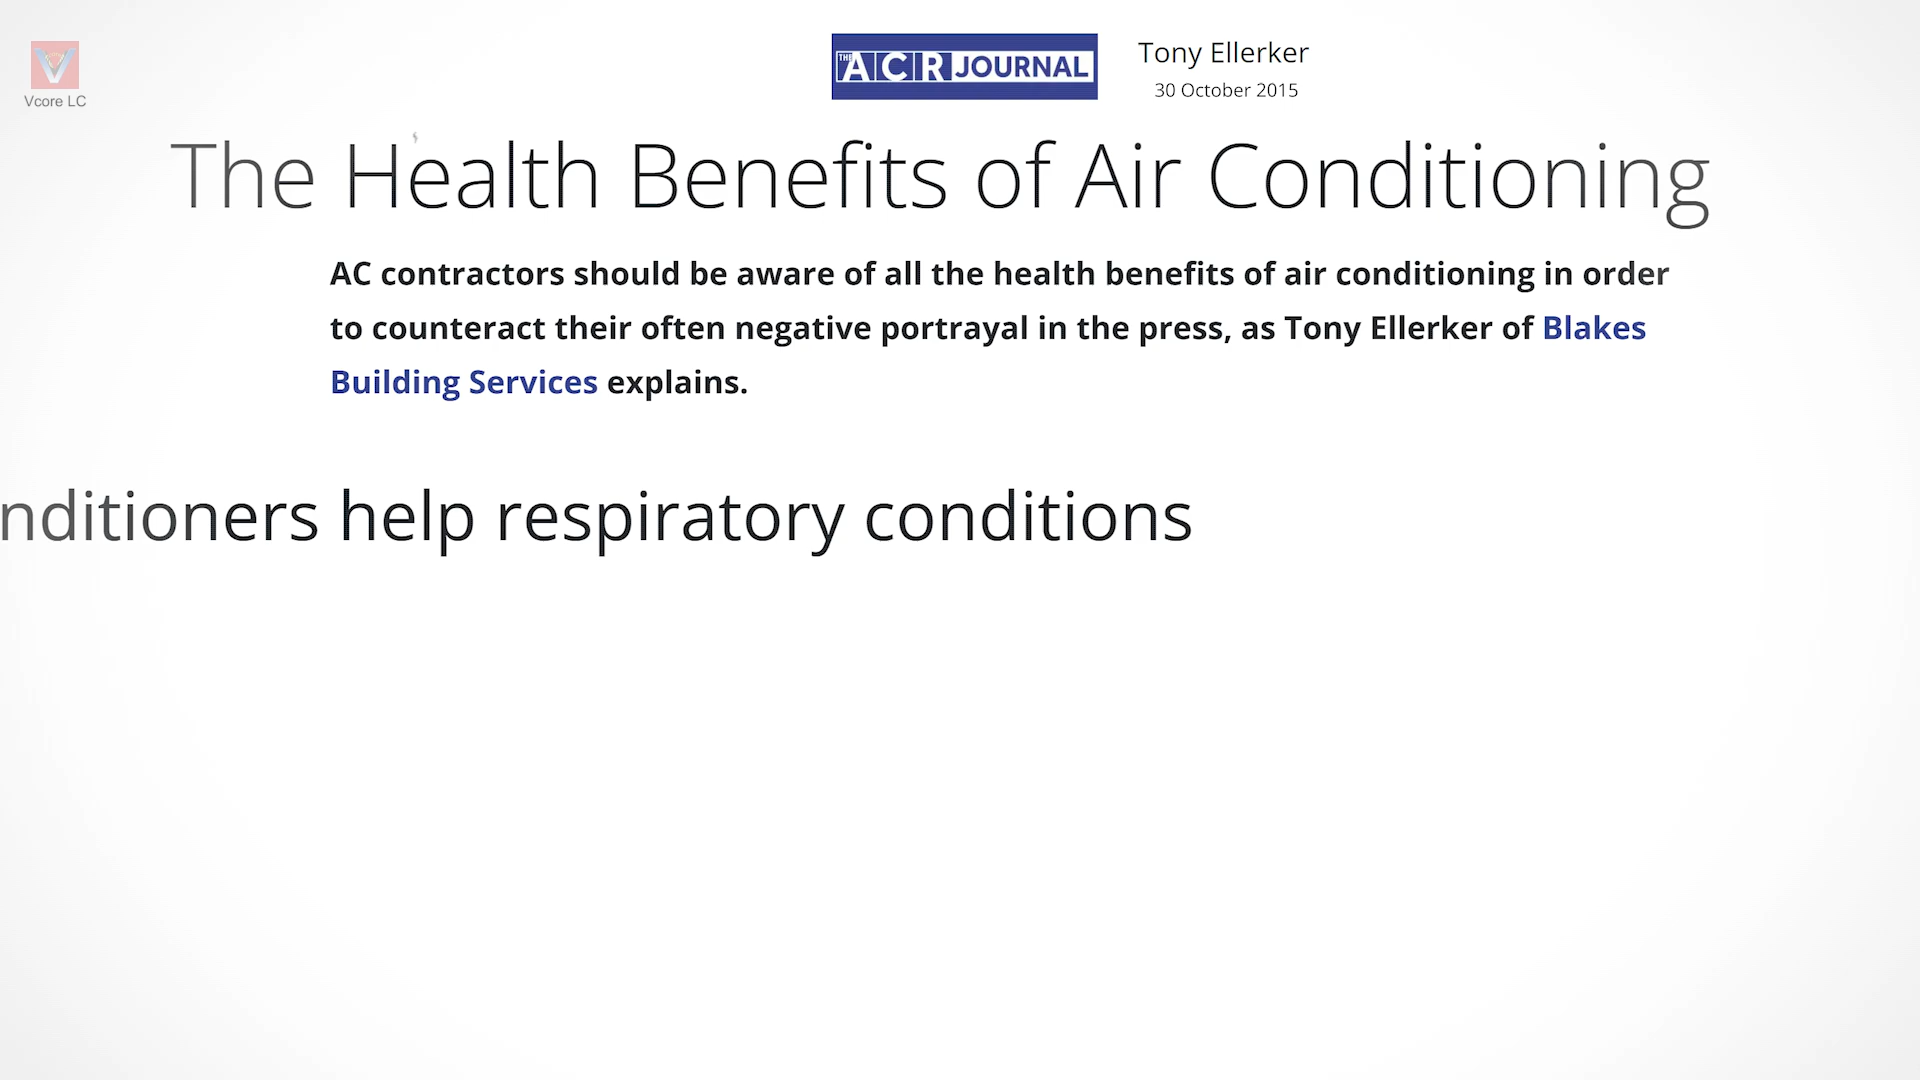 Vcore LC
THE ACR JOURNAL
Tony Ellerker
30 October 2015
The Health Benefits of Air Conditioning
AC contractors should be aware of all the health benefits of air conditioning in order
to counteract their often negative portrayal in the press, as Tony Ellerker of Blakes
Building Services explains.
nditioners help respiratory conditions